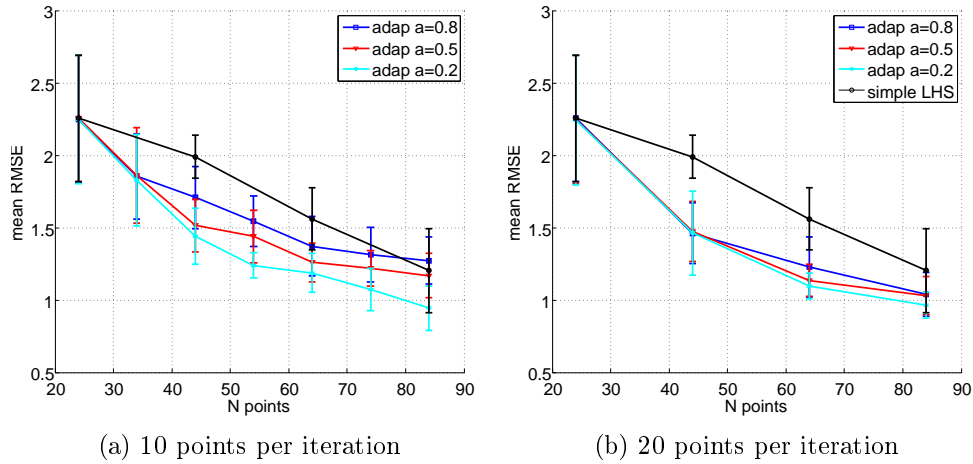 3
2.5
2
1.5
1
0.5
mean RMSE
20 30 40 50 60 70 80 90
N points
adap a=0.8
adap a=0.5
adap a=0.2
(a) 10 points per iteration
3
2.5
2
1.5
1
0.5
mean RMSE
20 30 40 50 60 70 80 90
N points
adap a=0.8
adap a=0.5
adap a=0.2
simple LHS
(b) 20 points per iteration